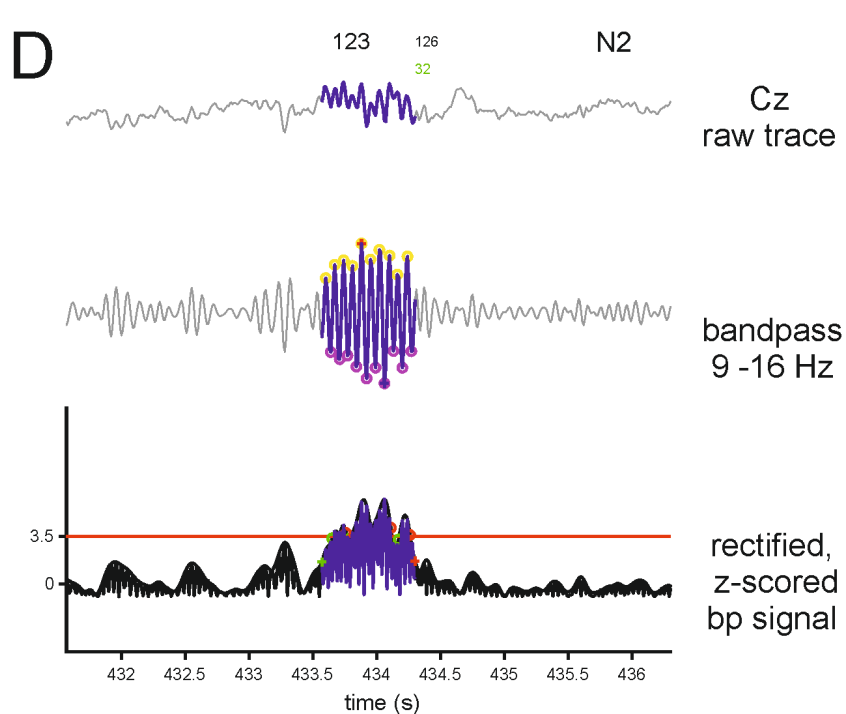 D
123
126
N2
32
Cz
raw trace
bandpass
9 -16 Hz
3.5
0
rectified,
z-scored
bp signal
432
432.5
433
433.5
434
434.5
435
435.5
436
time (s)